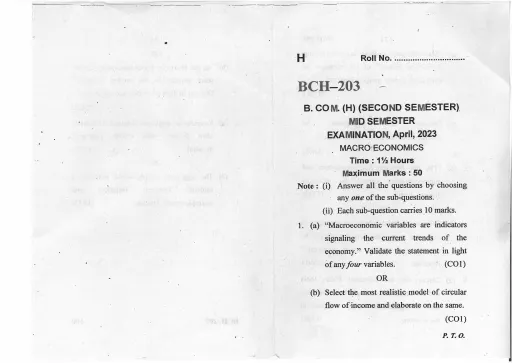 H Roll No. ..............................
BCH–203
B. COM. (H) (SECOND SEMESTER)
MID SEMESTER
EXAMINATION, April, 2023
MACRO ECONOMICS
Time : 1½ Hours
Maximum Marks : 50
Note : (i) Answer all the questions by choosing
any one of the sub-questions.
(ii) Each sub-question carries 10 marks.
1. (a) “Macroeconomic variables are indicators
signaling the current trends of the
economy.” Validate the statement in light
of any four variables. (CO1)
OR
(b) Select the most realistic model of circular
flow of income and elaborate on the same.
(CO1)
P. T. O.